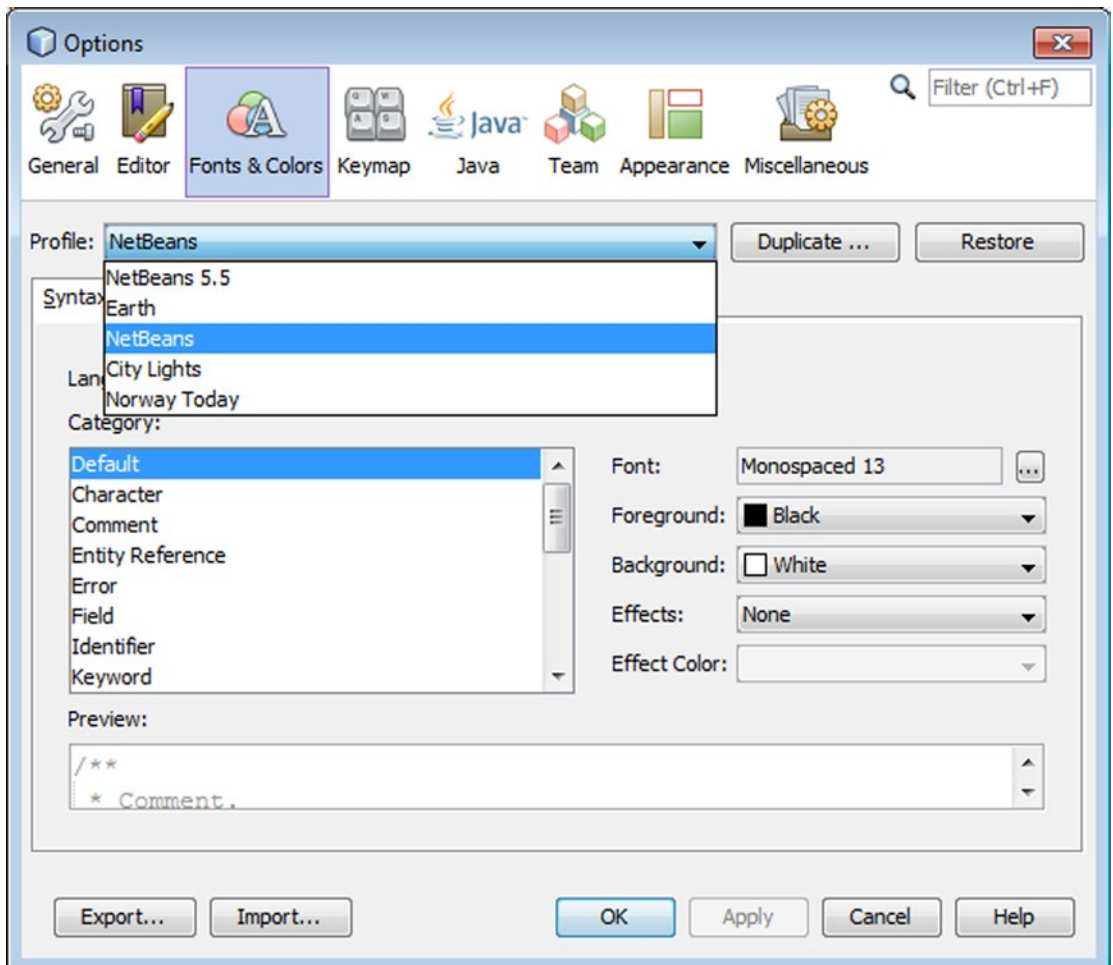 Options
Filter (Ctrl+F)
Java
General Editor Fonts & Colors Keymap Java Team Appearance Miscellaneous
Profile: NetBeans Duplicate ... Restore
NetBeans 5.5
Earth
NetBeans
City Lights
Norway Today
Category:
Default
Character
Comment
Entity Reference
Error
Field
Identifier
Keyword
Font: Monospaced 13 ...
Foreground: Black
Background: White
Effects: None
Effect Color:
Preview:
/**
* Comment.
Export... Import... OK Apply Cancel Help